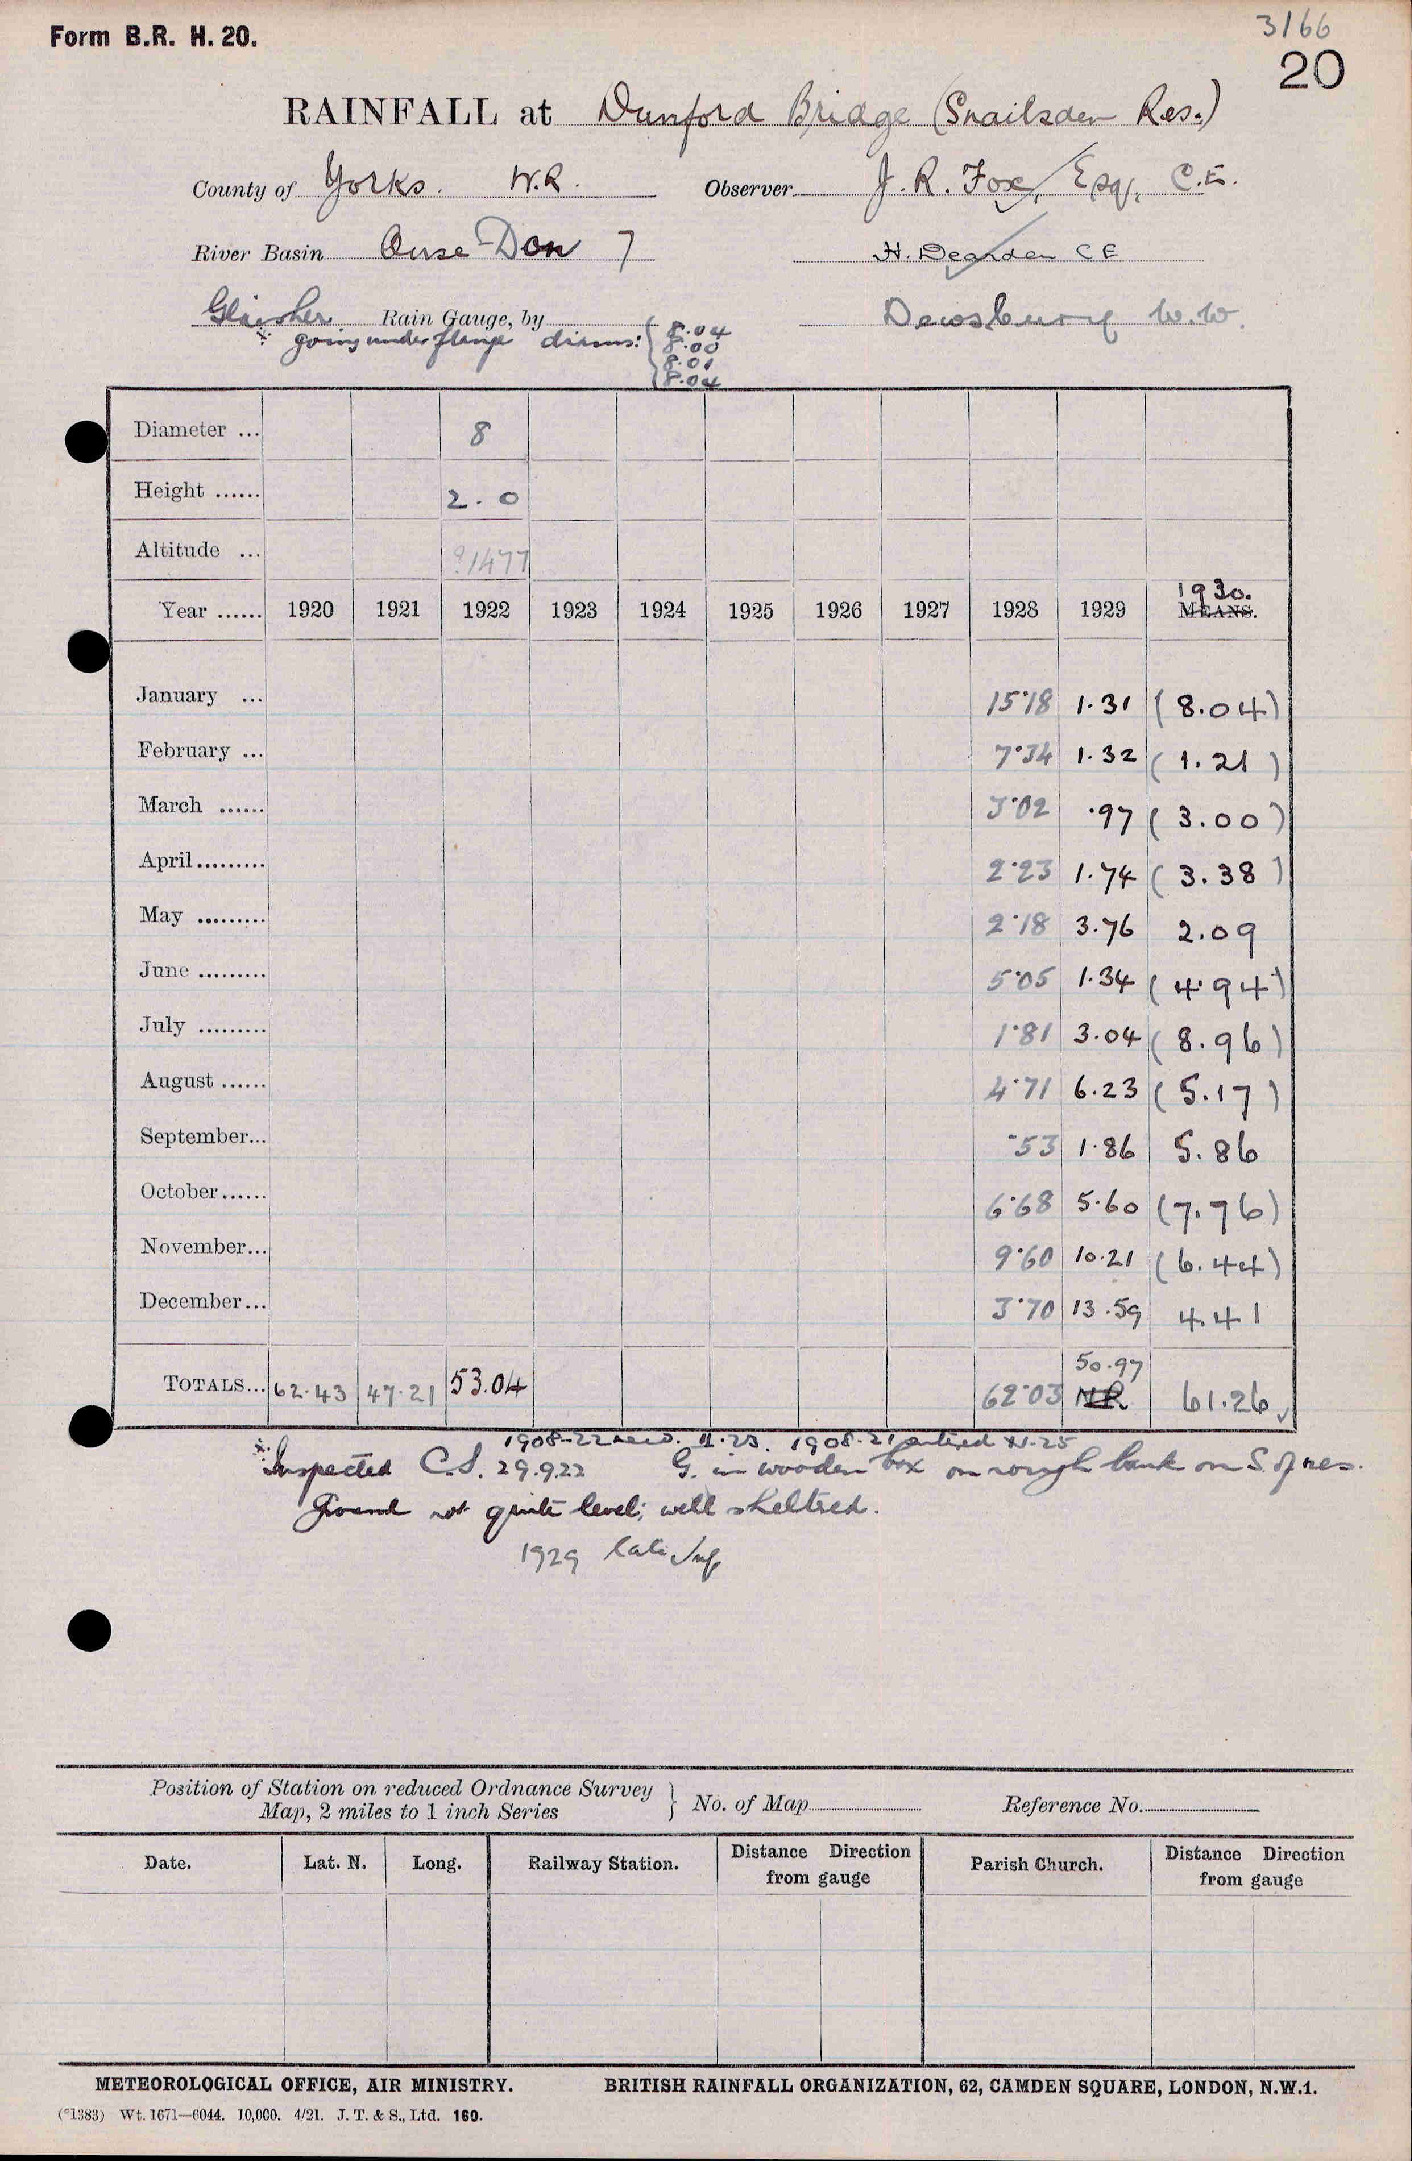 Form B.R. H. 20.
3166
20
RAINFALL at Dunford Bridge (Snailsden Res.)
County of Yorks. W.R. Observer J. R. Fox, Esq, C.E.
River Basin Ouse-Don 7 H. Dearden C E
Glaisher Rain Gauge, by Dewsbury W.W.
* going under flange diams: { 8.04
8.00
8.01
8.04
Diameter ... 8
Height ...... 2.0
Altitude ... ?1477
Year ...... 1920 1921 1922 1923 1924 1925 1926 1927 1928 1929 1930. MEANS.
January ... 15.18 1.31 (8.04)
February ... 7.34 1.32 (1.21)
March ...... 3.02 .97 (3.00)
April ......... 2.23 1.74 (3.38)
May ......... 2.18 3.76 2.09
June ......... 5.05 1.34 (4.94)
July ......... 1.81 3.04 (8.96)
August ...... 4.71 6.23 (5.17)
September... .53 1.86 5.86
October...... 6.68 5.60 (7.76)
November... 9.60 10.21 (6.44)
December... 3.70 13.59 4.41
50.97
TOTALS... 62.43 47.21 53.04 62.03 NR 61.26
1908-22 recd. 11.23. 1908-21 entered XI.25
* Inspected C.S. 29.9.22 G. in wooden box on rough bank on S. of res.
Ground not quite level; well sheltred.
1929 late Inf
Position of Station on reduced Ordnance Survey
Map, 2 miles to 1 inch Series } No. of Map Reference No.
Date. Lat. N. Long. Railway Station. Distance Direction from gauge Parish Church. Distance Direction from gauge
METEOROLOGICAL OFFICE, AIR MINISTRY. BRITISH RAINFALL ORGANIZATION, 62, CAMDEN SQUARE, LONDON, N.W.1.
(*1383) Wt. 1671—6044. 10,000. 4/21. J. T. & S., Ltd. 160.